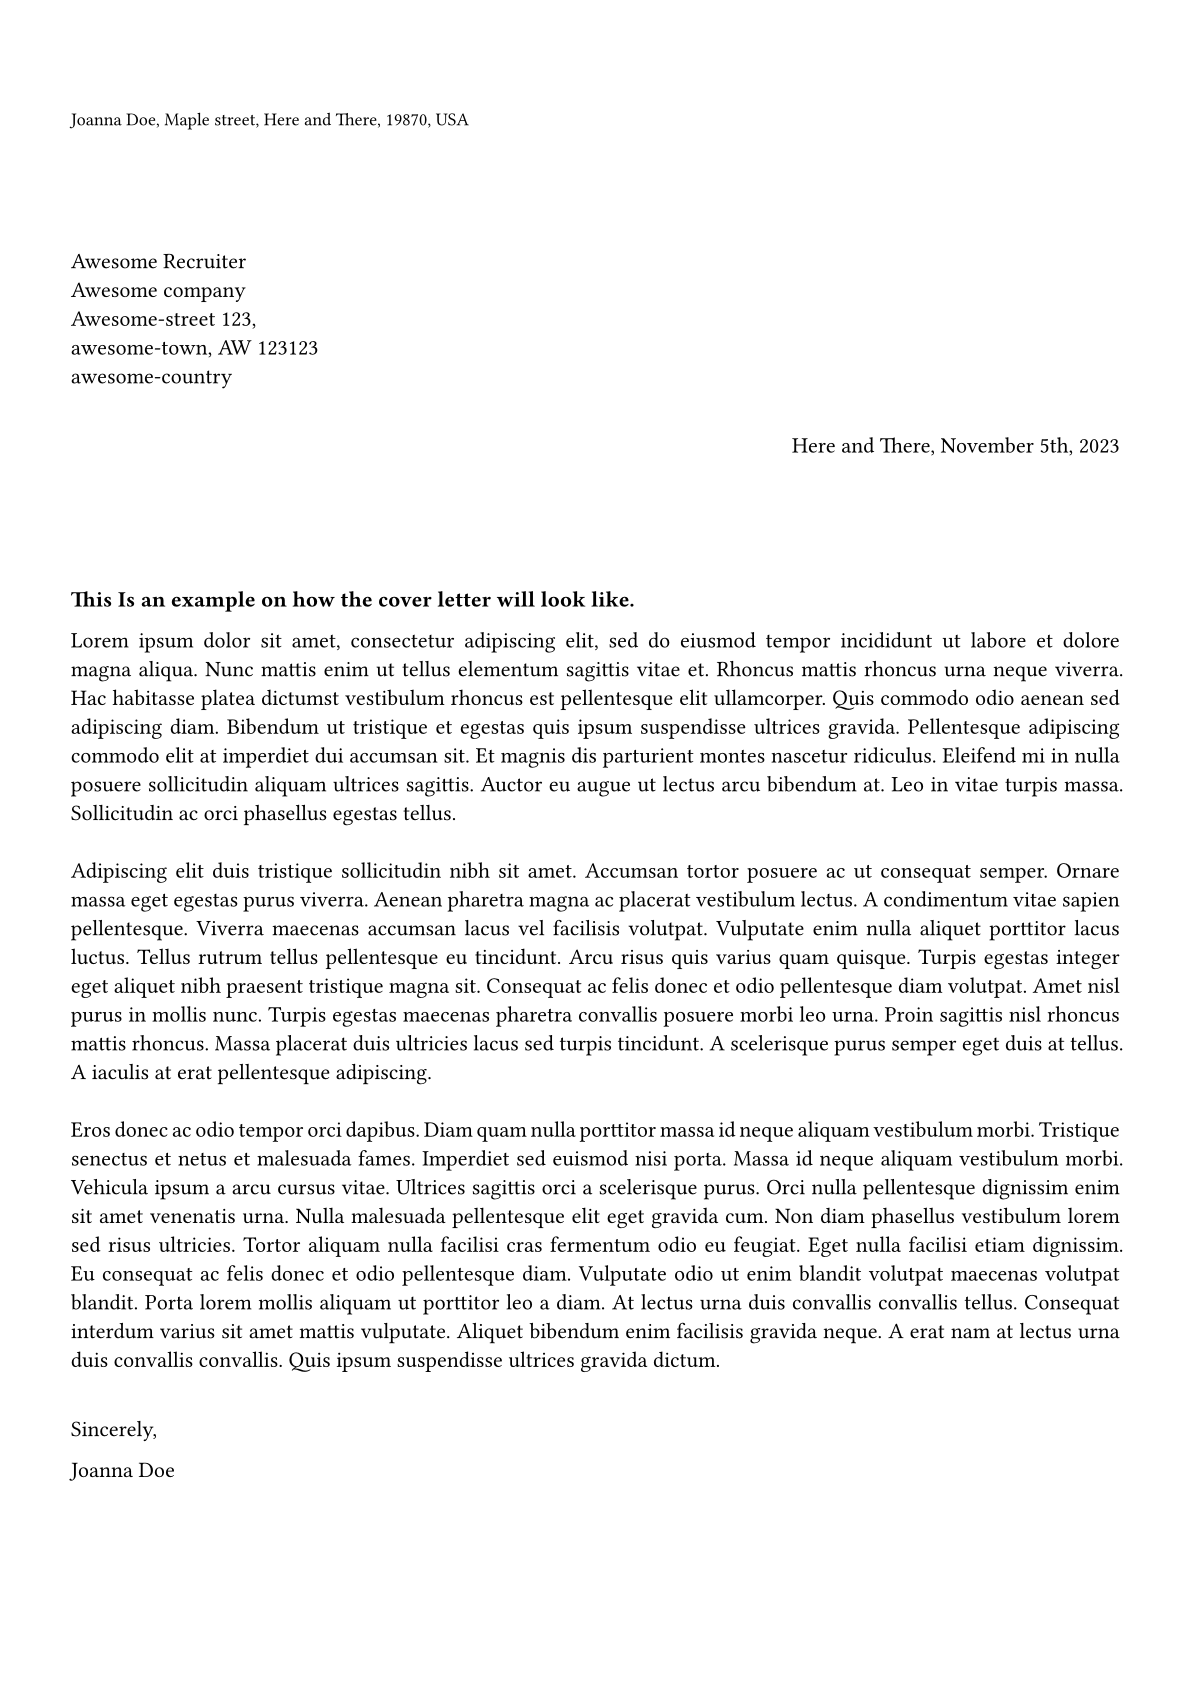 Joanna Doe, Maple street, Here and There, 19870, USA
Awesome Recruiter
Awesome company
Awesome-street 123,
awesome-town, AW 123123
awesome-country
Here and There, November 5th, 2023
This Is an example on how the cover letter will look like.
Lorem ipsum dolor sit amet, consectetur adipiscing elit, sed do eiusmod tempor incididunt ut labore et dolore
magna aliqua. Nunc mattis enim ut tellus elementum sagittis vitae et. Rhoncus mattis rhoncus urna neque viverra.
Hac habitasse platea dictumst vestibulum rhoncus est pellentesque elit ullamcorper. Quis commodo odio aenean sed
adipiscing diam. Bibendum ut tristique et egestas quis ipsum suspendisse ultrices gravida. Pellentesque adipiscing
commodo elit at imperdiet dui accumsan sit. Et magnis dis parturient montes nascetur ridiculus. Eleifend mi in nulla
posuere sollicitudin aliquam ultrices sagittis. Auctor eu augue ut lectus arcu bibendum at. Leo in vitae turpis massa.
Sollicitudin ac orci phasellus egestas tellus.
Adipiscing elit duis tristique sollicitudin nibh sit amet. Accumsan tortor posuere ac ut consequat semper. Ornare
massa eget egestas purus viverra. Aenean pharetra magna ac placerat vestibulum lectus. A condimentum vitae sapien
pellentesque. Viverra maecenas accumsan lacus vel facilisis volutpat. Vulputate enim nulla aliquet porttitor lacus
luctus. Tellus rutrum tellus pellentesque eu tincidunt. Arcu risus quis varius quam quisque. Turpis egestas integer
eget aliquet nibh praesent tristique magna sit. Consequat ac felis donec et odio pellentesque diam volutpat. Amet nisl
purus in mollis nunc. Turpis egestas maecenas pharetra convallis posuere morbi leo urna. Proin sagittis nisl rhoncus
mattis rhoncus. Massa placerat duis ultricies lacus sed turpis tincidunt. A scelerisque purus semper eget duis at tellus.
A iaculis at erat pellentesque adipiscing.
Eros donec ac odio tempor orci dapibus. Diam quam nulla porttitor massa id neque aliquam vestibulum morbi. Tristique
senectus et netus et malesuada fames. Imperdiet sed euismod nisi porta. Massa id neque aliquam vestibulum morbi.
Vehicula ipsum a arcu cursus vitae. Ultrices sagittis orci a scelerisque purus. Orci nulla pellentesque dignissim enim
sit amet venenatis urna. Nulla malesuada pellentesque elit eget gravida cum. Non diam phasellus vestibulum lorem
sed risus ultricies. Tortor aliquam nulla facilisi cras fermentum odio eu feugiat. Eget nulla facilisi etiam dignissim.
Eu consequat ac felis donec et odio pellentesque diam. Vulputate odio ut enim blandit volutpat maecenas volutpat
blandit. Porta lorem mollis aliquam ut porttitor leo a diam. At lectus urna duis convallis convallis tellus. Consequat
interdum varius sit amet mattis vulputate. Aliquet bibendum enim facilisis gravida neque. A erat nam at lectus urna
duis convallis convallis. Quis ipsum suspendisse ultrices gravida dictum.
Sincerely,
Joanna Doe